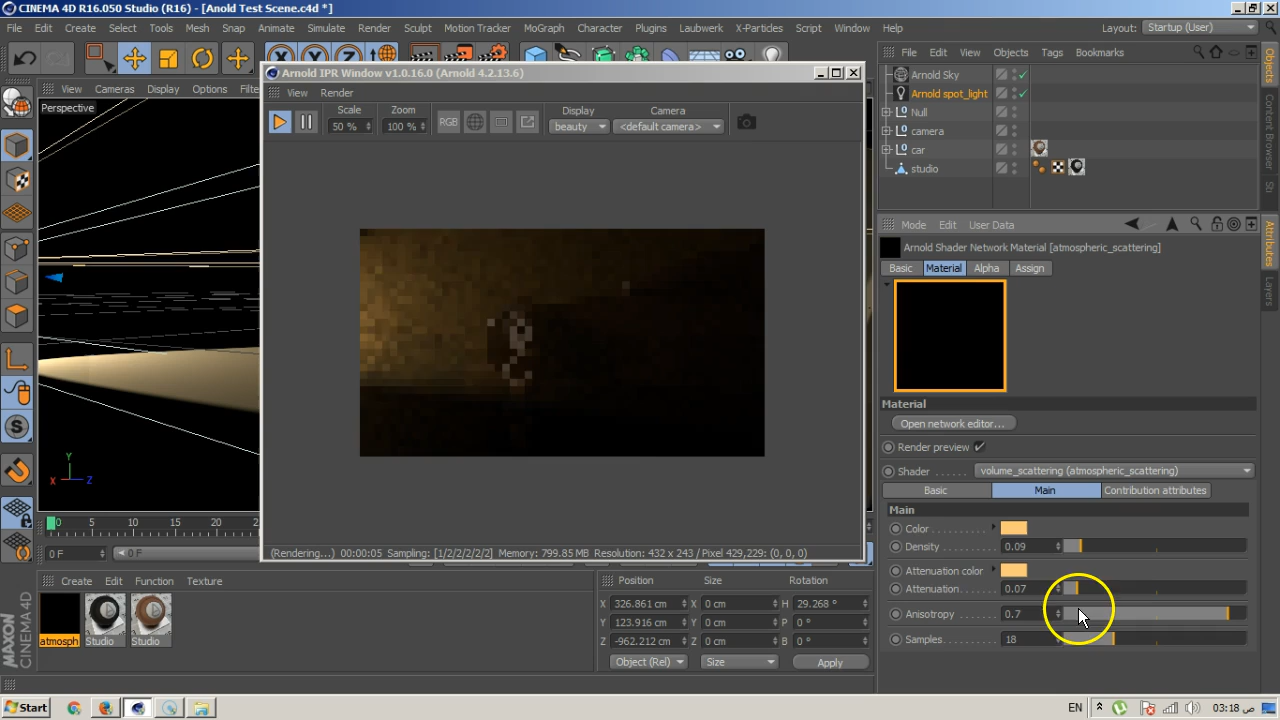 CINEMA 4D R16.050 Studio (R16) - [Anold Test Scene.c4d *]
File Edit Create Select Tools Mesh Snap Animate Simulate Render Sculpt Motion Tracker MoGraph Character Plugins Laubwerk X-Particles Script Window Help Layout: Startup (User)
File Edit View Objects Tags Bookmarks
Arnold IPR Window v1.0.16.0 (Arnold 4.2.13.6)
Arnold Sky
View Cameras Display Options
View Render
Arnold spot_light
Perspective
Scale Zoom Display Camera
50 % 100 % RGB beauty <default camera>
Null
camera
car
studio
Mode Edit User Data
Arnold Shader Network Material [atmospheric_scattering]
Basic Material Alpha Assign
Material
Open network editor...
Render preview
Shader volume_scattering (atmospheric_scattering)
Basic Main Contribution attributes
Main
Color
Density 0.09
Attenuation color
Attenuation 0.07
Anisotropy 0.7
Samples 18
Objects
Content Browser
Attributes
Layers
Y
X Z
0 5 10 15 20
0 F 0 F
(Rendering...) 00:00:05 Sampling: [1/2/2/2/2/2] Memory: 799.85 MB Resolution: 432 x 243 / Pixel 429,229: (0, 0, 0)
Create Edit Function Texture
Position Size Rotation
X 326.861 cm X 0 cm H 29.268 °
Y 123.916 cm Y 0 cm P 0 °
Z -962.212 cm Z 0 cm B 0 °
Object (Rel) Size Apply
atmosph Studio Studio
MAXON CINEMA 4D
Start
EN 03:18 ص